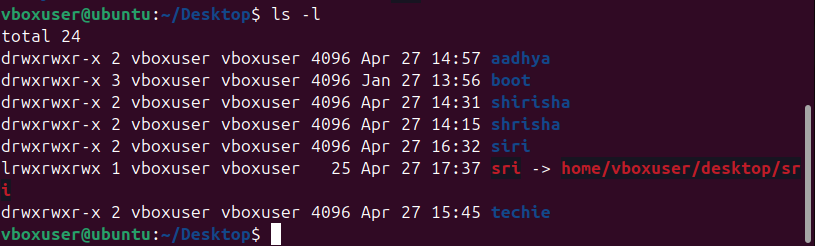 vboxuser@ubuntu:~/Desktop$ ls -l
total 24
drwxrwxr-x 2 vboxuser vboxuser 4096 Apr 27 14:57 aadhya
drwxrwxr-x 3 vboxuser vboxuser 4096 Jan 27 13:56 boot
drwxrwxr-x 2 vboxuser vboxuser 4096 Apr 27 14:31 shirisha
drwxrwxr-x 2 vboxuser vboxuser 4096 Apr 27 14:15 shrisha
drwxrwxr-x 2 vboxuser vboxuser 4096 Apr 27 16:32 siri
lrwxrwxrwx 1 vboxuser vboxuser   25 Apr 27 17:37 sri -> home/vboxuser/desktop/sr
i
drwxrwxr-x 2 vboxuser vboxuser 4096 Apr 27 15:45 techie
vboxuser@ubuntu:~/Desktop$